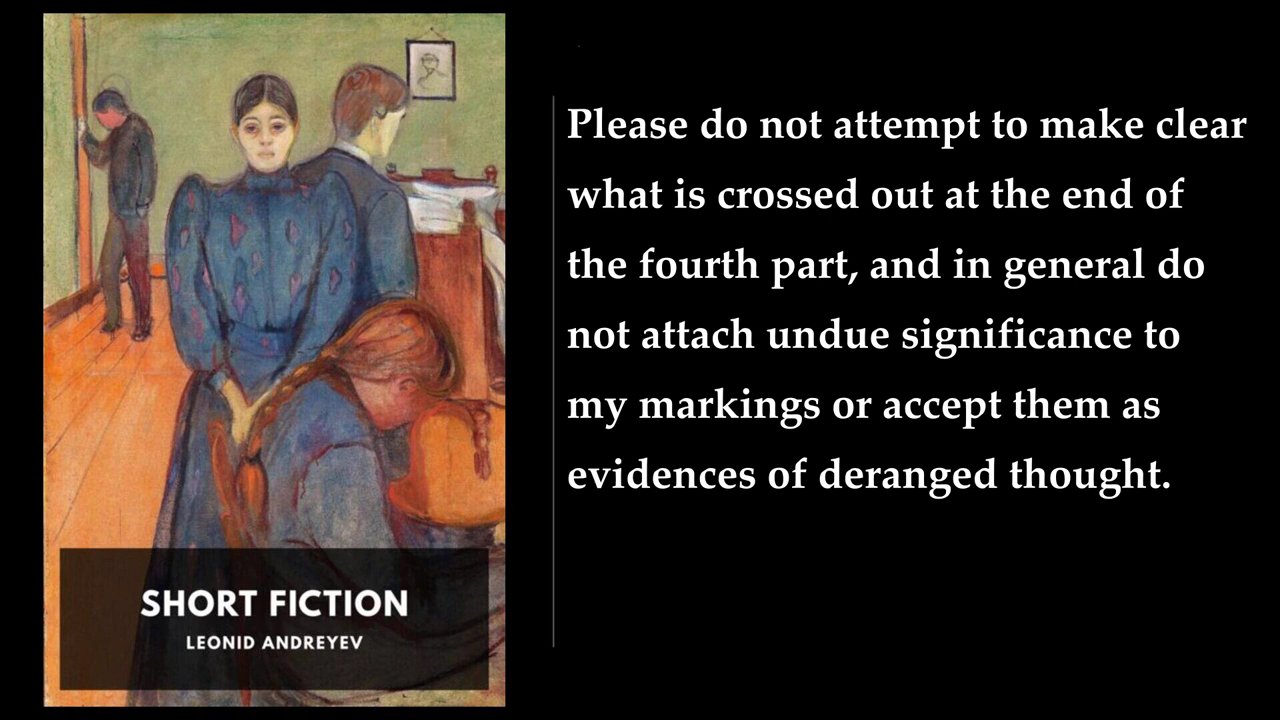 SHORT FICTION
LEONID ANDREYEV
Please do not attempt to make clear
what is crossed out at the end of
the fourth part, and in general do
not attach undue significance to
my markings or accept them as
evidences of deranged thought.